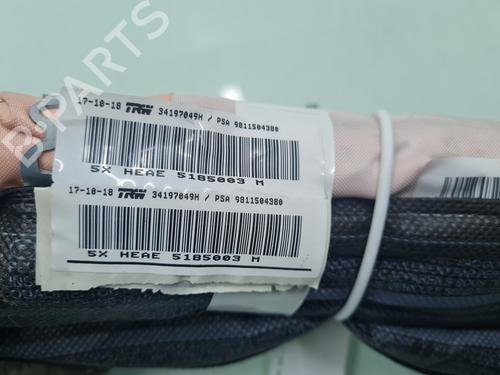 17-10-18 TRW 34197049H / PSA 9811504380
5X HEAE 5185003 M
17-10-18 TRW 34197049H / PSA 9811504380
5X HEAE 5185003 M
B-PARTS